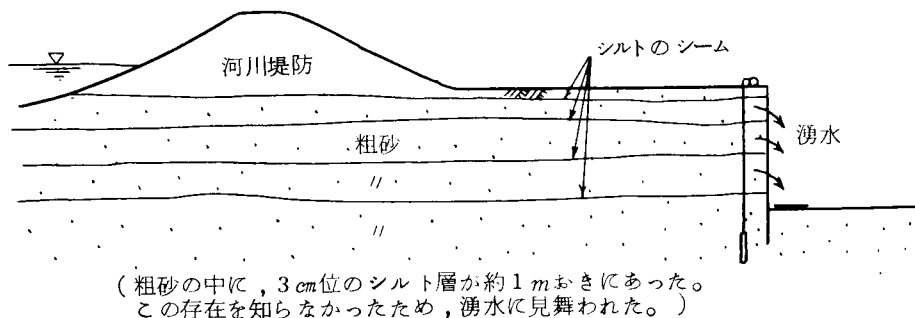 シルトのシーム
河川堤防
湧水
粗砂
〃
〃
(粗砂の中に,3cm位のシルト層が約1mおきにあった。
この存在を知らなかったため,湧水に見舞われた。)